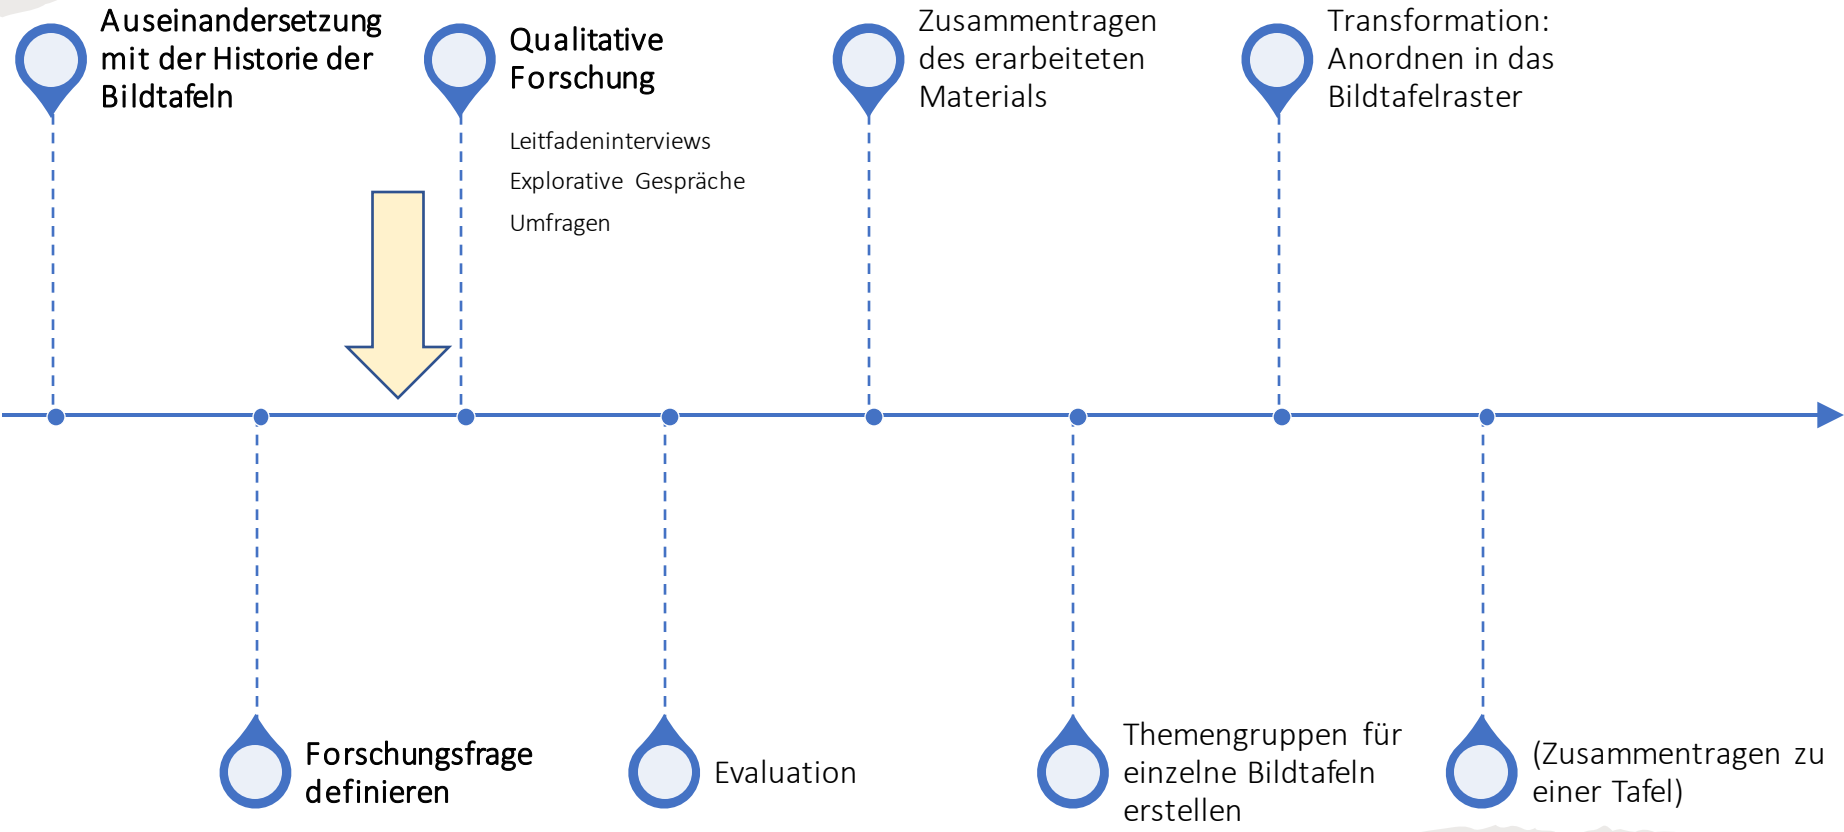 Auseinandersetzung
mit der Historie der
Bildtafeln
Qualitative
Forschung
Leitfadeninterviews
Explorative Gespräche
Umfragen
Zusammentragen
des erarbeiteten
Materials
Transformation:
Anordnen in das
Bildtafelraster
Forschungsfrage
definieren
Evaluation
Themengruppen für
einzelne Bildtafeln
erstellen
(Zusammentragen zu
einer Tafel)